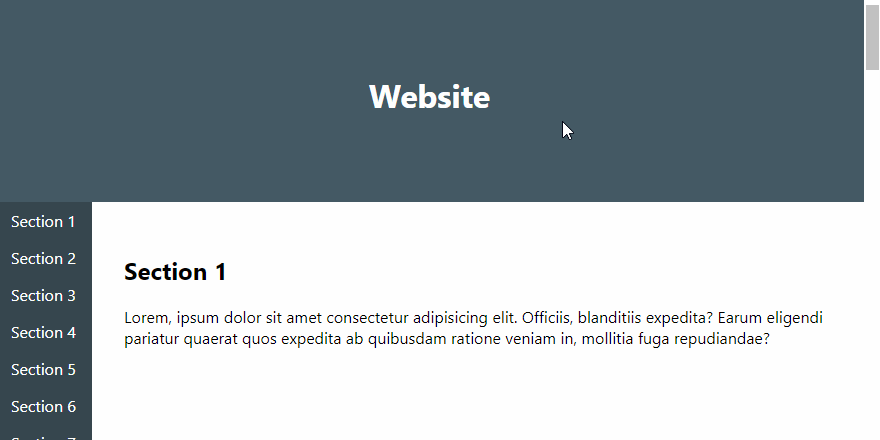 Website
Section 1
Section 2
Section 3
Section 4
Section 5
Section 6
Section 1
Lorem, ipsum dolor sit amet consectetur adipisicing elit. Officiis, blanditiis expedita? Earum eligendi
pariatur quaerat quos expedita ab quibusdam ratione veniam in, mollitia fuga repudiandae?